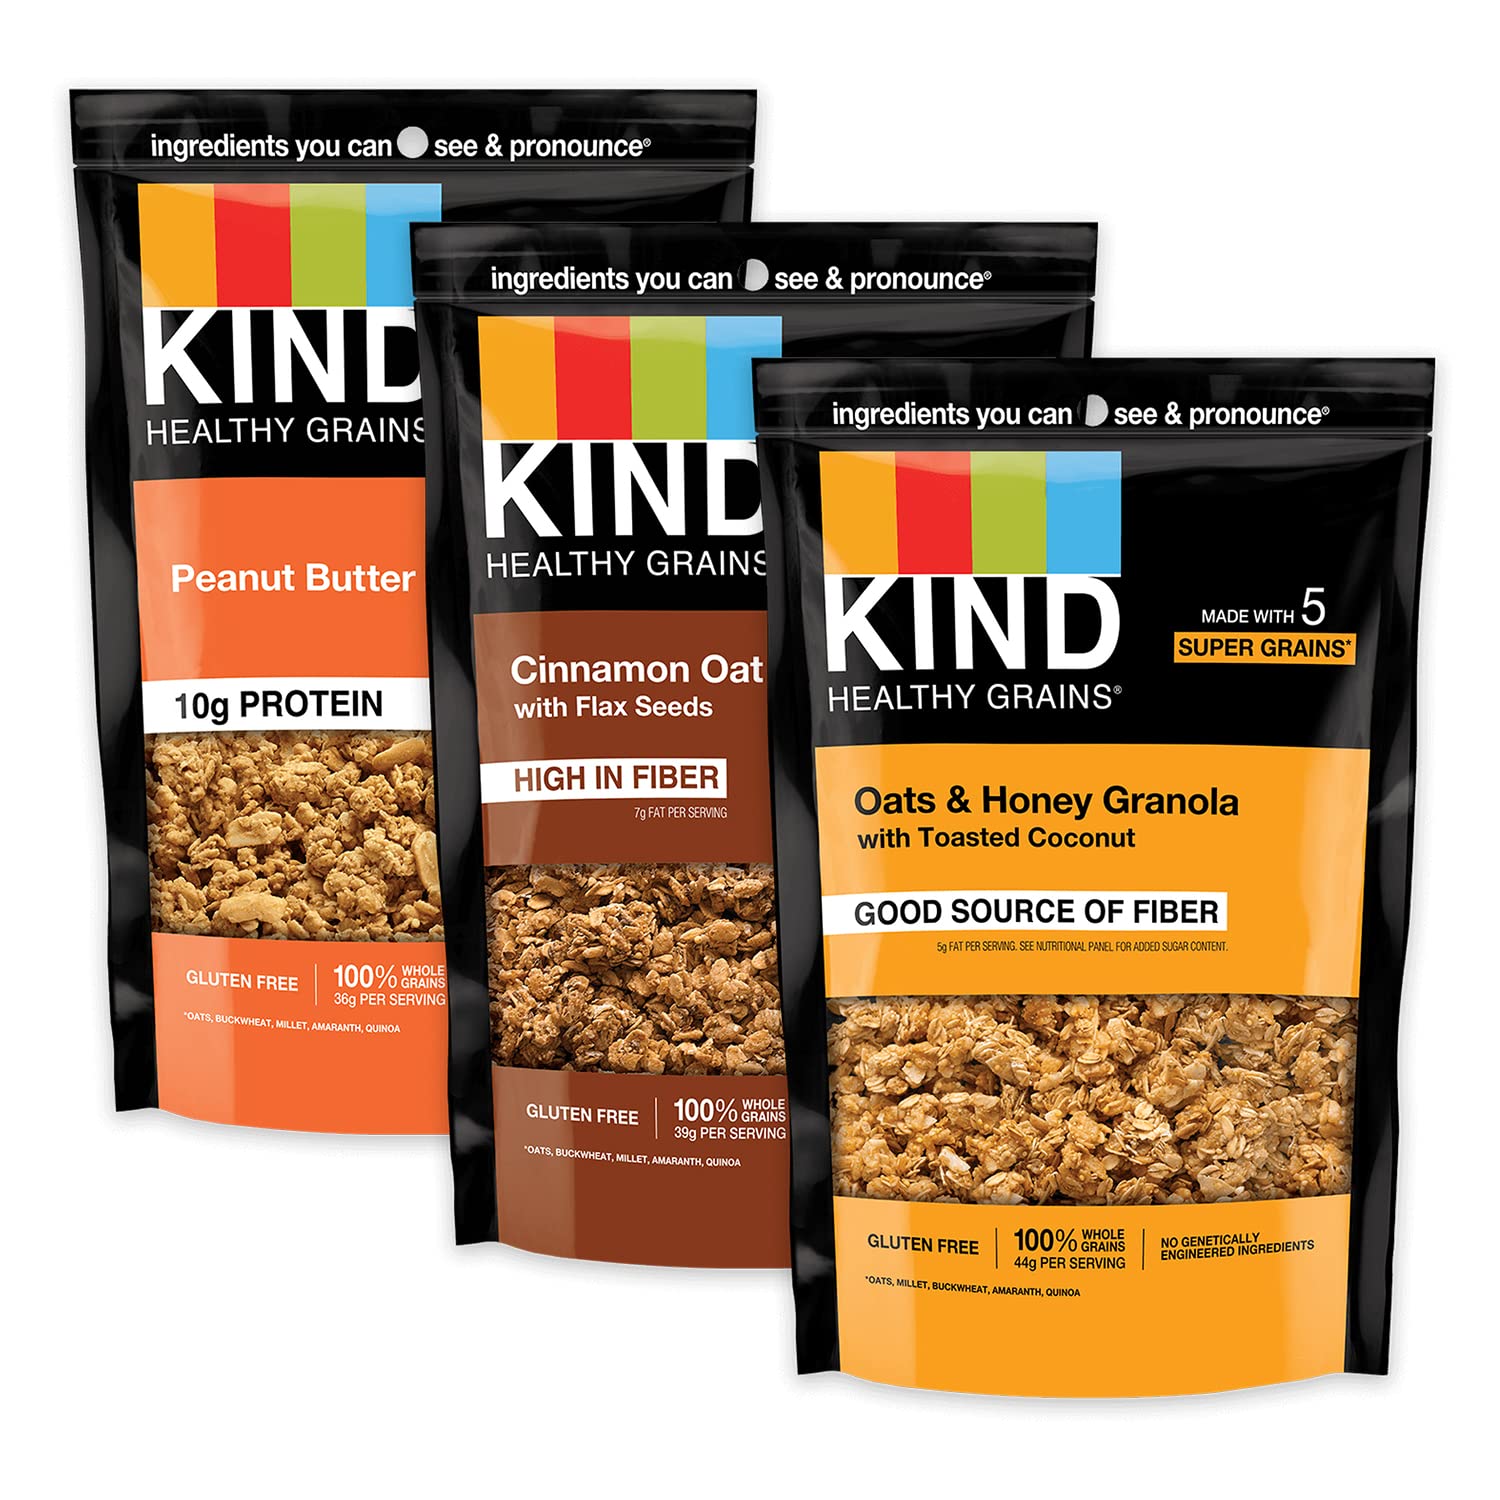 ingredients you can see & pronounce®
KIND
HEALTHY GRAINS
Peanut Butter
10g PROTEIN
GLUTEN FREE
100% WHOLE GRAINS
36g PER SERVING
*OATS, BUCKWHEAT, MILLET, AMARANTH, QUINOA
ingredients you can see & pronounce®
KIND
HEALTHY GRAINS
Cinnamon Oat
with Flax Seeds
HIGH IN FIBER
7g FAT PER SERVING
GLUTEN FREE
100% WHOLE GRAINS
39g PER SERVING
*OATS, BUCKWHEAT, MILLET, AMARANTH, QUINOA
ingredients you can see & pronounce®
KIND
HEALTHY GRAINS®
MADE WITH 5
SUPER GRAINS*
Oats & Honey Granola
with Toasted Coconut
GOOD SOURCE OF FIBER
5g FAT PER SERVING. SEE NUTRITIONAL PANEL FOR ADDED SUGAR CONTENT.
GLUTEN FREE
100% WHOLE GRAINS
44g PER SERVING
NO GENETICALLY
ENGINEERED INGREDIENTS
*OATS, MILLET, BUCKWHEAT, AMARANTH, QUINOA